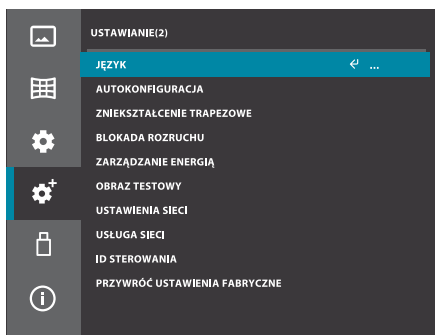 USTAWIANIE(2)
JĘZYK ...
AUTOKONFIGURACJA
ZNIEKSZTAŁCENIE TRAPEZOWE
BLOKADA ROZRUCHU
ZARZĄDZANIE ENERGIĄ
OBRAZ TESTOWY
USTAWIENIA SIECI
USŁUGA SIECI
ID STEROWANIA
PRZYWRÓĆ USTAWIENIA FABRYCZNE